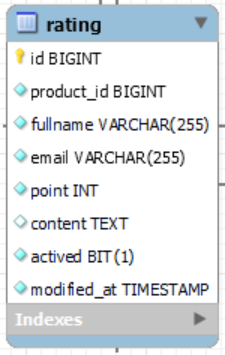 rating
id BIGINT
product_id BIGINT
fullname VARCHAR(255)
email VARCHAR(255)
point INT
content TEXT
actived BIT(1)
modified_at TIMESTAMP
Indexes